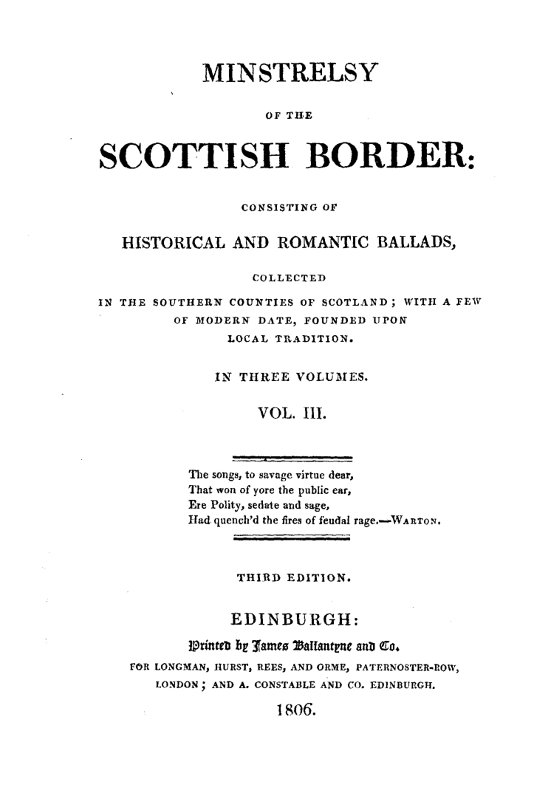 MINSTRELSY
OF THE
SCOTTISH BORDER:
CONSISTING OF
HISTORICAL AND ROMANTIC BALLADS,
COLLECTED
IN THE SOUTHERN COUNTIES OF SCOTLAND; WITH A FEW
OF MODERN DATE, FOUNDED UPON
LOCAL TRADITION.
IN THREE VOLUMES.
VOL. III.
The songs, to savage virtue dear,
That won of yore the public ear,
Ere Polity, sedate and sage,
Had quench'd the fires of feudal rage.—WARTON.
THIRD EDITION.
EDINBURGH:
Printed by James Ballantyne and Co.
FOR LONGMAN, HURST, REES, AND ORME, PATERNOSTER-ROW,
LONDON; AND A. CONSTABLE AND CO. EDINBURGH.
1806.